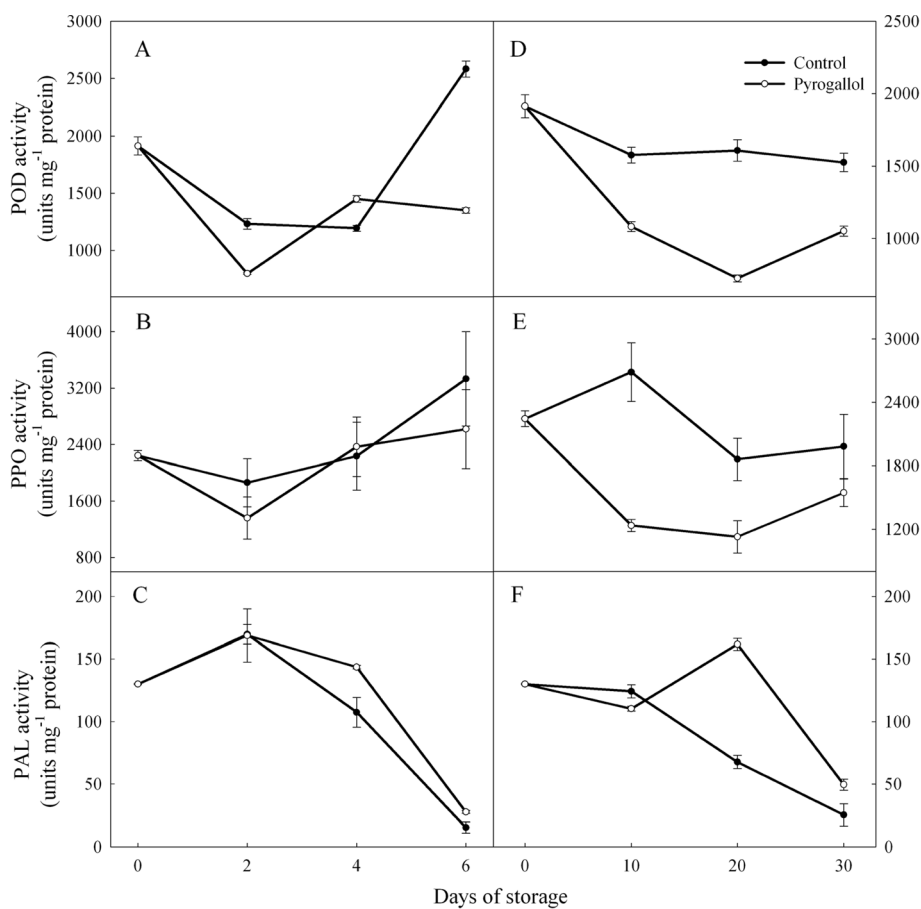 A
D
B
E
C
F
Control
Pyrogallol
POD activity
(units mg⁻¹ protein)
3000
2500
2000
1500
1000
2500
2000
1500
1000
PPO activity
(units mg⁻¹ protein)
4000
3200
2400
1600
800
3000
2400
1800
1200
PAL activity
(units mg⁻¹ protein)
200
150
100
50
0
200
150
100
50
0
0 2 4 6 0 10 20 30
Days of storage